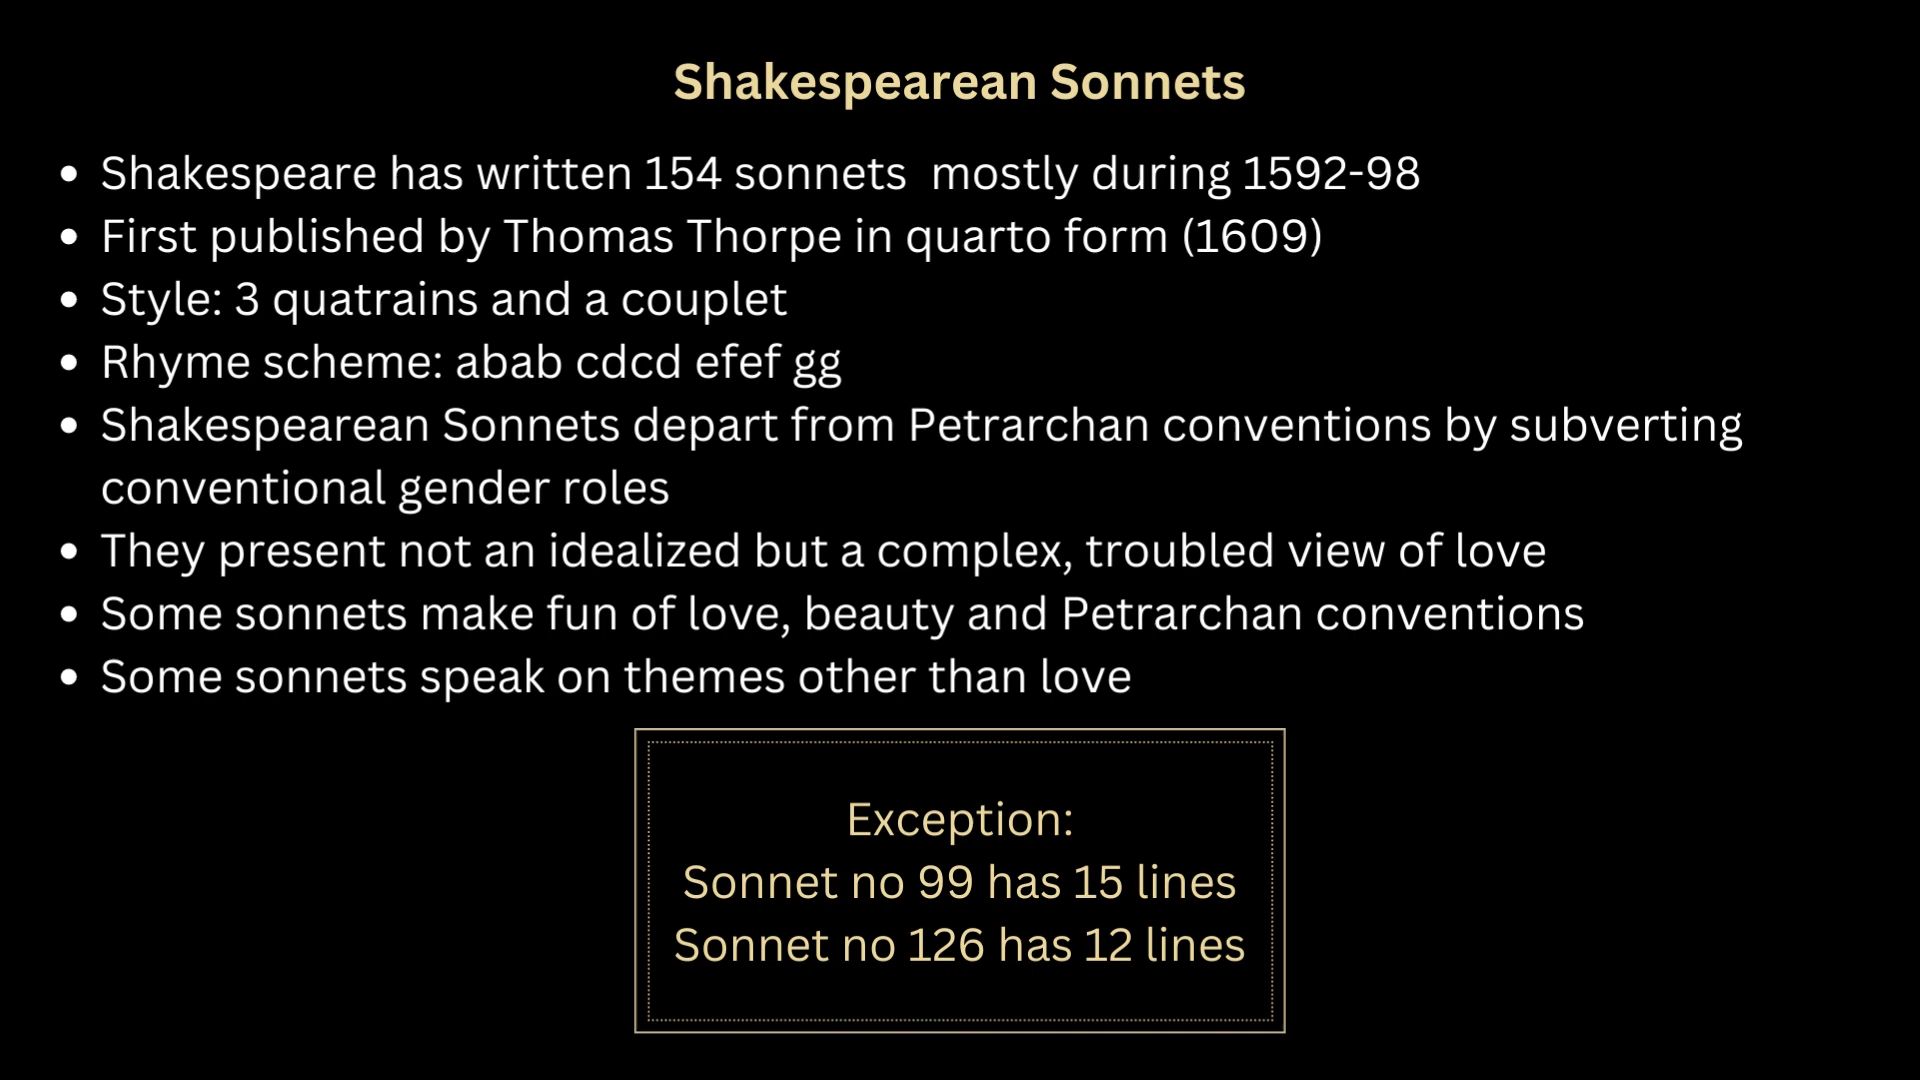 Shakespearean Sonnets
• Shakespeare has written 154 sonnets  mostly during 1592-98
• First published by Thomas Thorpe in quarto form (1609)
• Style: 3 quatrains and a couplet
• Rhyme scheme: abab cdcd efef gg
• Shakespearean Sonnets depart from Petrarchan conventions by subverting
conventional gender roles
• They present not an idealized but a complex, troubled view of love
• Some sonnets make fun of love, beauty and Petrarchan conventions
• Some sonnets speak on themes other than love
Exception:
Sonnet no 99 has 15 lines
Sonnet no 126 has 12 lines